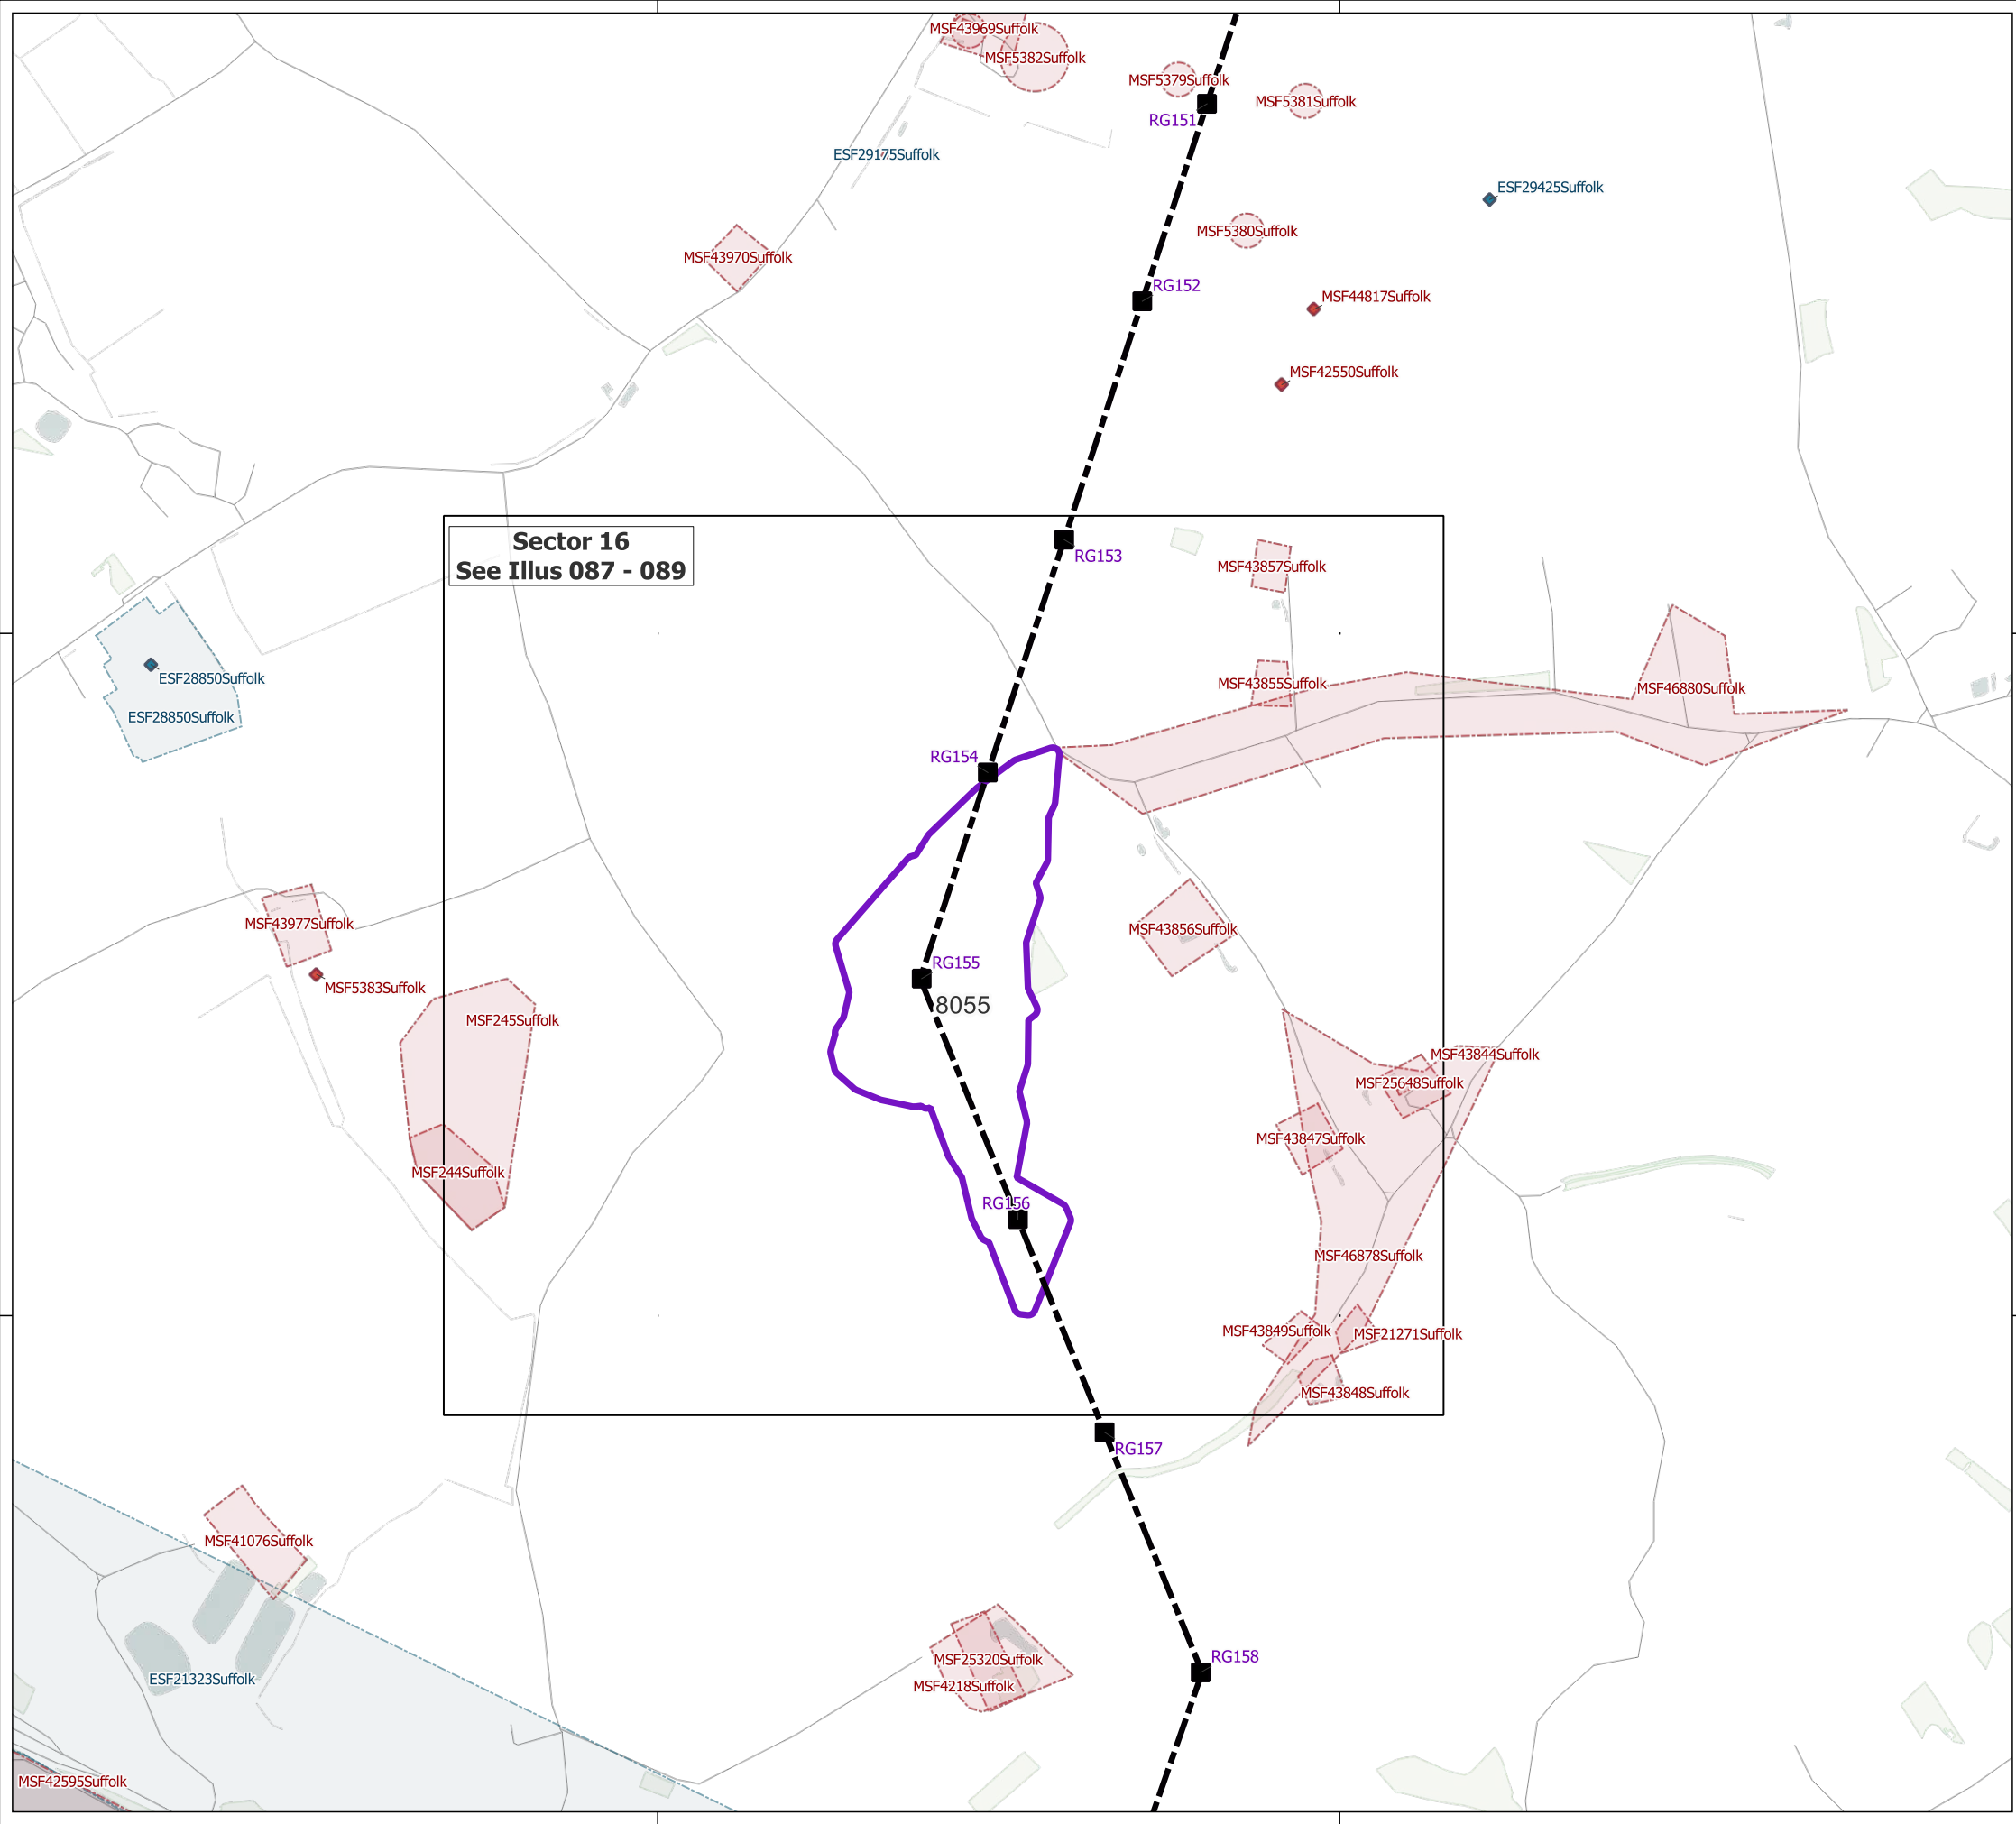 MSF43969Suffolk
MSF5382Suffolk
MSF5379Suffolk
MSF5381Suffolk
RG151
ESF29175Suffolk
ESF29425Suffolk
MSF5380Suffolk
MSF43970Suffolk
RG152
MSF44817Suffolk
MSF42550Suffolk
Sector 16
See Illus 087 - 089
RG153
MSF43857Suffolk
ESF28850Suffolk
MSF43855Suffolk
MSF46880Suffolk
ESF28850Suffolk
RG154
MSF43977Suffolk
MSF43856Suffolk
RG155
MSF5383Suffolk
8055
MSF245Suffolk
MSF43844Suffolk
MSF25648Suffolk
MSF43847Suffolk
MSF244Suffolk
RG156
MSF46878Suffolk
MSF43849Suffolk
MSF21271Suffolk
MSF43848Suffolk
RG157
MSF41076Suffolk
RG158
MSF25320Suffolk
ESF21323Suffolk
MSF4218Suffolk
MSF42595Suffolk